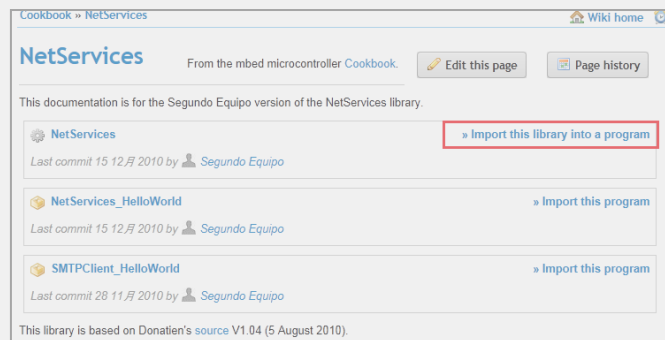 Cookbook » NetServices
Wiki home
NetServices
From the mbed microcontroller Cookbook.
Edit this page
Page history
This documentation is for the Segundo Equipo version of the NetServices library.
NetServices
» Import this library into a program
Last commit 15 12月 2010 by Segundo Equipo
NetServices_HelloWorld
» Import this program
Last commit 15 12月 2010 by Segundo Equipo
SMTPClient_HelloWorld
» Import this program
Last commit 28 11月 2010 by Segundo Equipo
This library is based on Donatien's source V1.04 (5 August 2010).